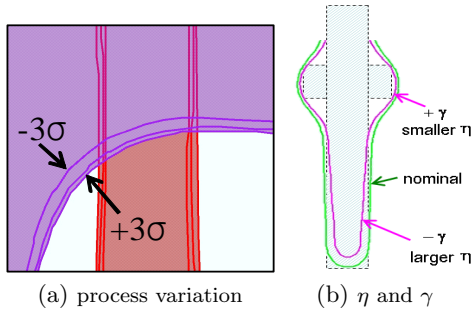 -3σ
+3σ
+ γ
smaller η
nominal
− γ
larger η
(a) process variation
(b) η and γ